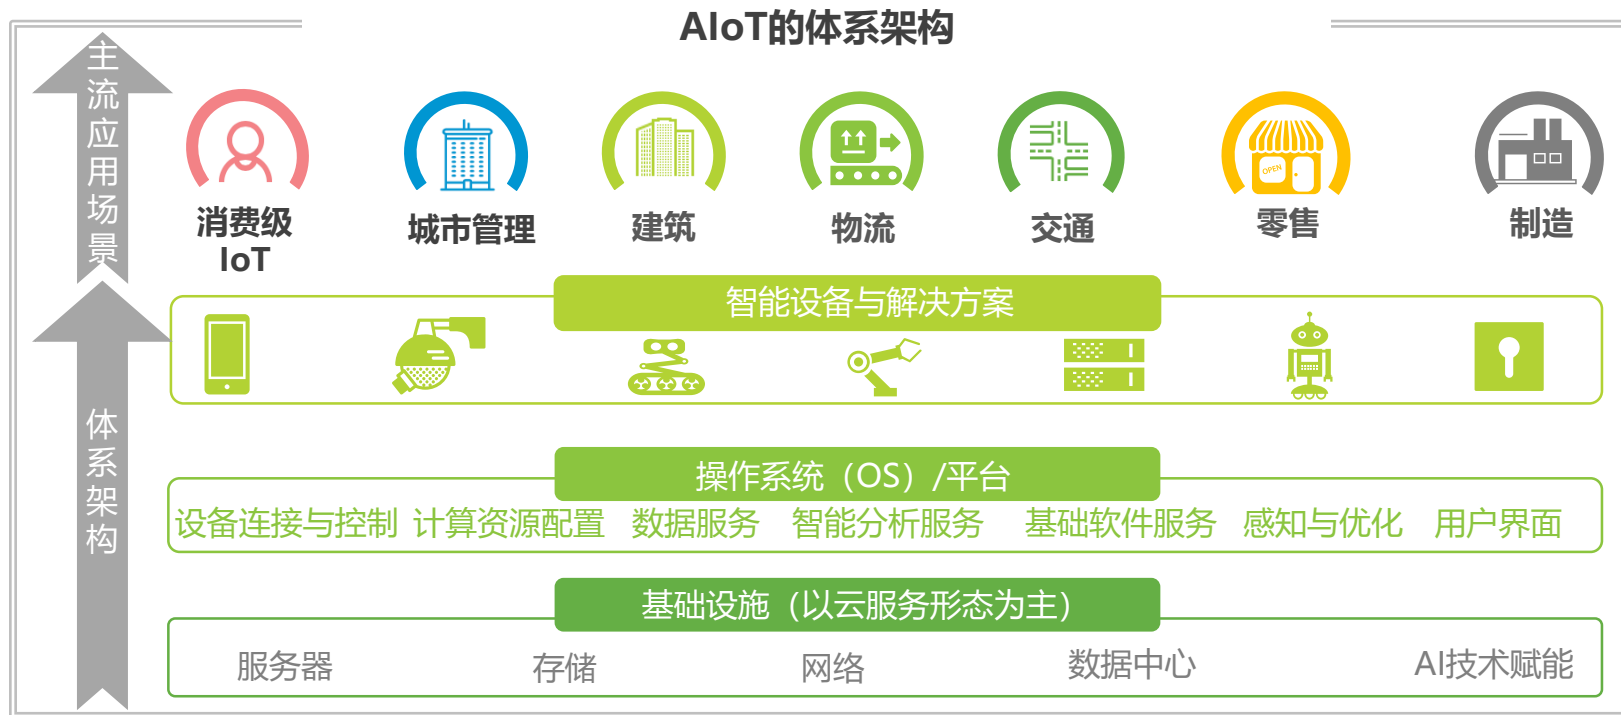 AIoT的体系架构
主流应用场景
消费级
IoT
城市管理
建筑
物流
交通
OPEN
零售
制造
体系架构
智能设备与解决方案
操作系统（OS）/平台
设备连接与控制 计算资源配置 数据服务 智能分析服务 基础软件服务 感知与优化 用户界面
基础设施（以云服务形态为主）
服务器 存储 网络 数据中心 AI技术赋能